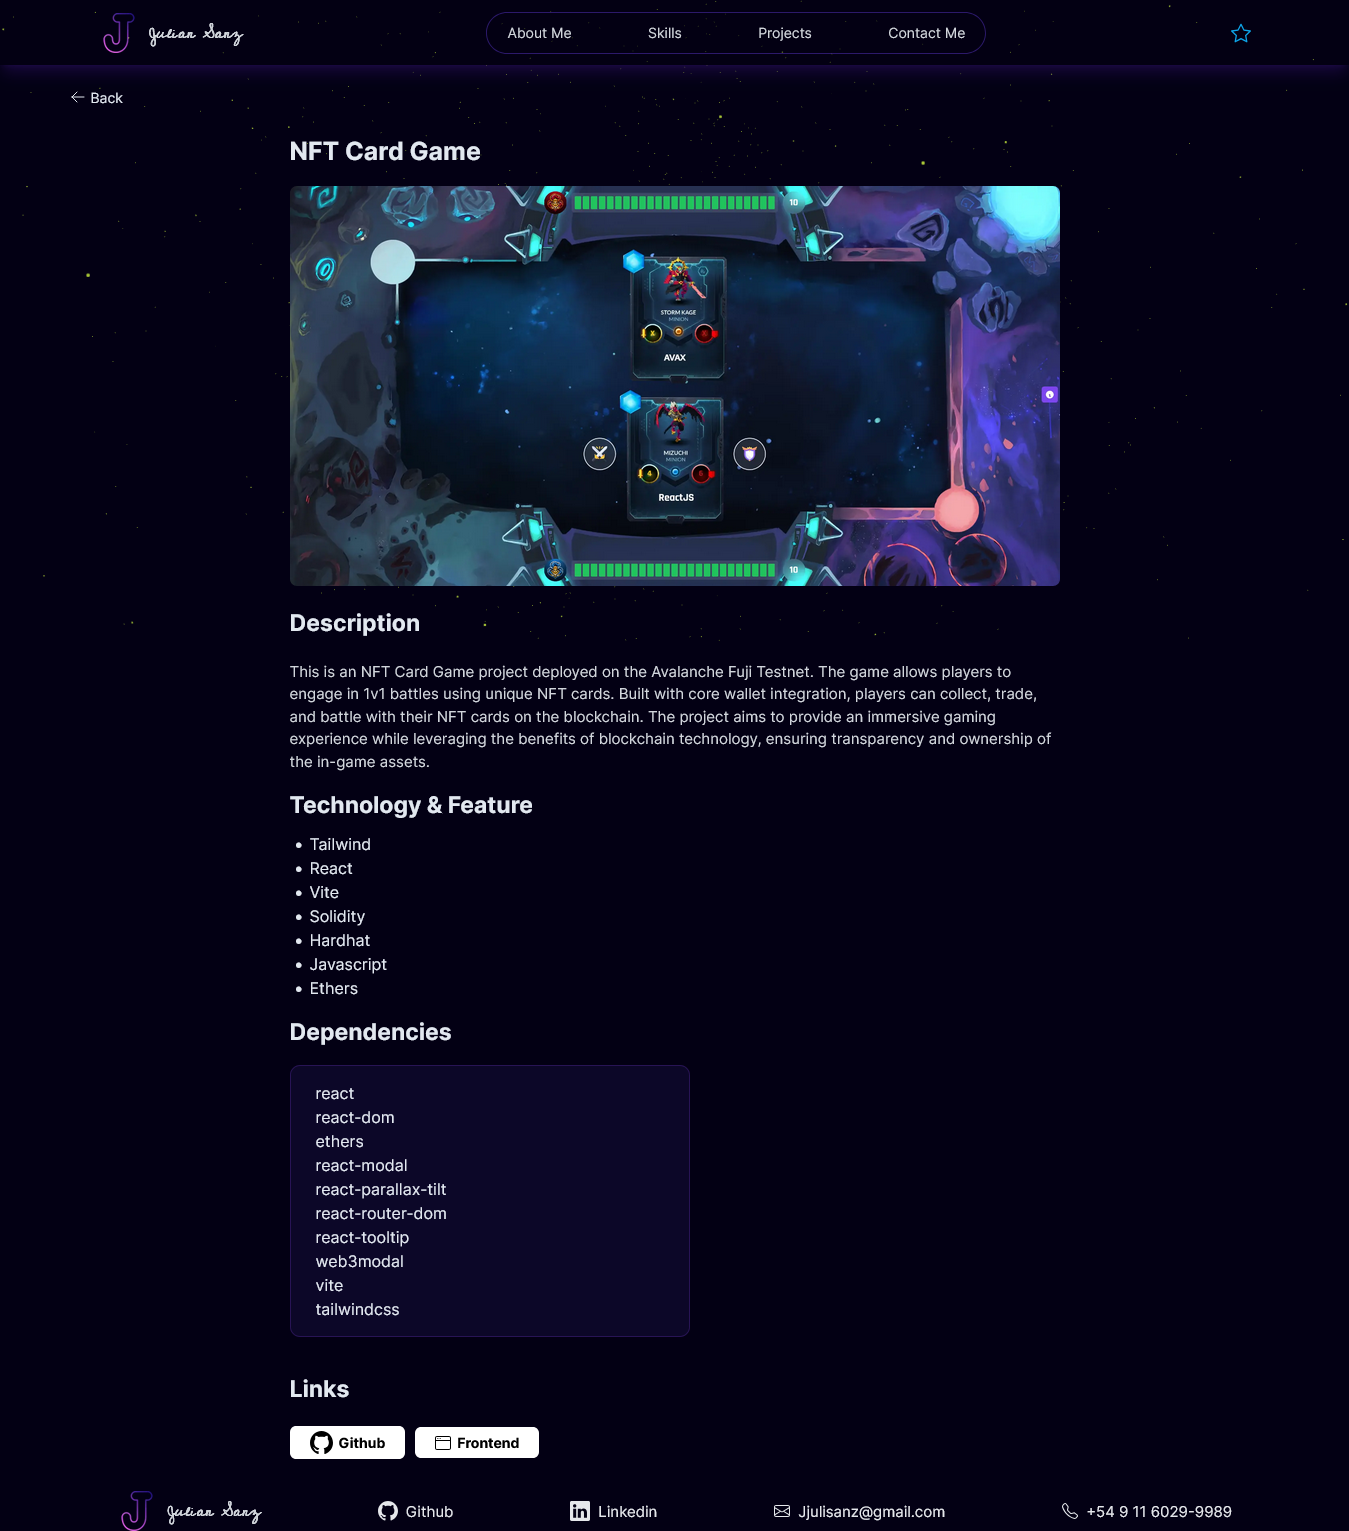 Julian Sanz
About Me
Skills
Projects
Contact Me
Back
NFT Card Game
10
STORM KAGE
MINION
AVAX
MIZUCHI
MINION
4
ReactJS
10
Description
This is an NFT Card Game project deployed on the Avalanche Fuji Testnet. The game allows players to
engage in 1v1 battles using unique NFT cards. Built with core wallet integration, players can collect, trade,
and battle with their NFT cards on the blockchain. The project aims to provide an immersive gaming
experience while leveraging the benefits of blockchain technology, ensuring transparency and ownership of
the in-game assets.
Technology & Feature
Tailwind
React
Vite
Solidity
Hardhat
Javascript
Ethers
Dependencies
react
react-dom
ethers
react-modal
react-parallax-tilt
react-router-dom
react-tooltip
web3modal
vite
tailwindcss
Links
Github
Frontend
Julian Sanz
Github
Linkedin
Jjulisanz@gmail.com
+54 9 11 6029-9989